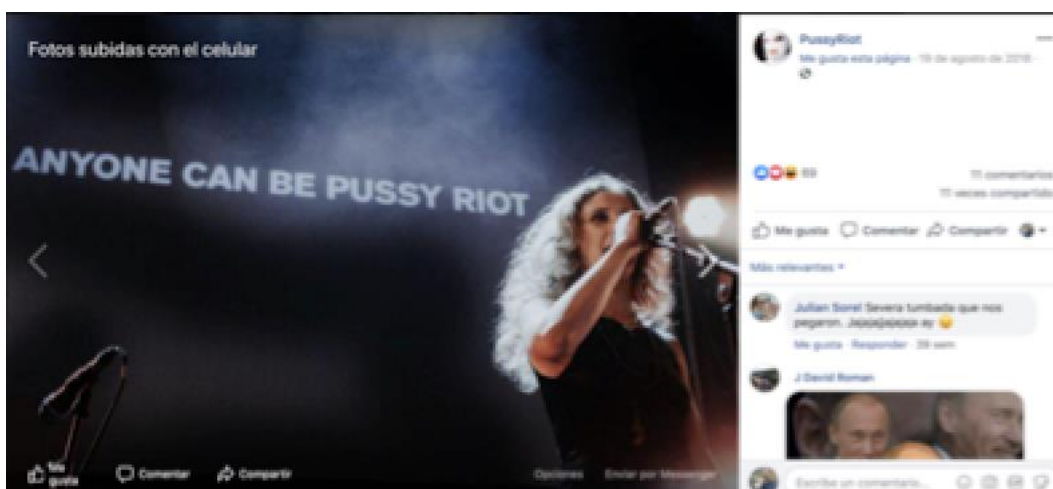 Fotos subidas con el celular
ANYONE CAN BE PUSSY RIOT
Me gusta
Comentar
Compartir
Opciones
Enviar por Messenger
PussyRiot
Me gusta esta página · 19 de agosto de
11 comentarios
11 veces compartido
Me gusta
Comentar
Compartir
Más relevantes
Julian Sorel Severa tumbada que nos
pegaron. ay
Me gusta · Responder · 39 sem
J David Roman
Escribe un comentario...